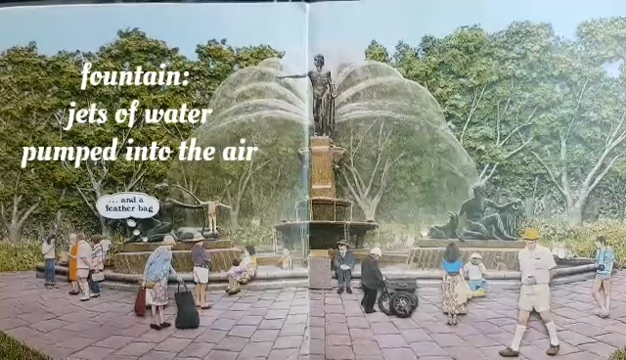 fountain:
jets of water
pumped into the air
... and a
feather bag